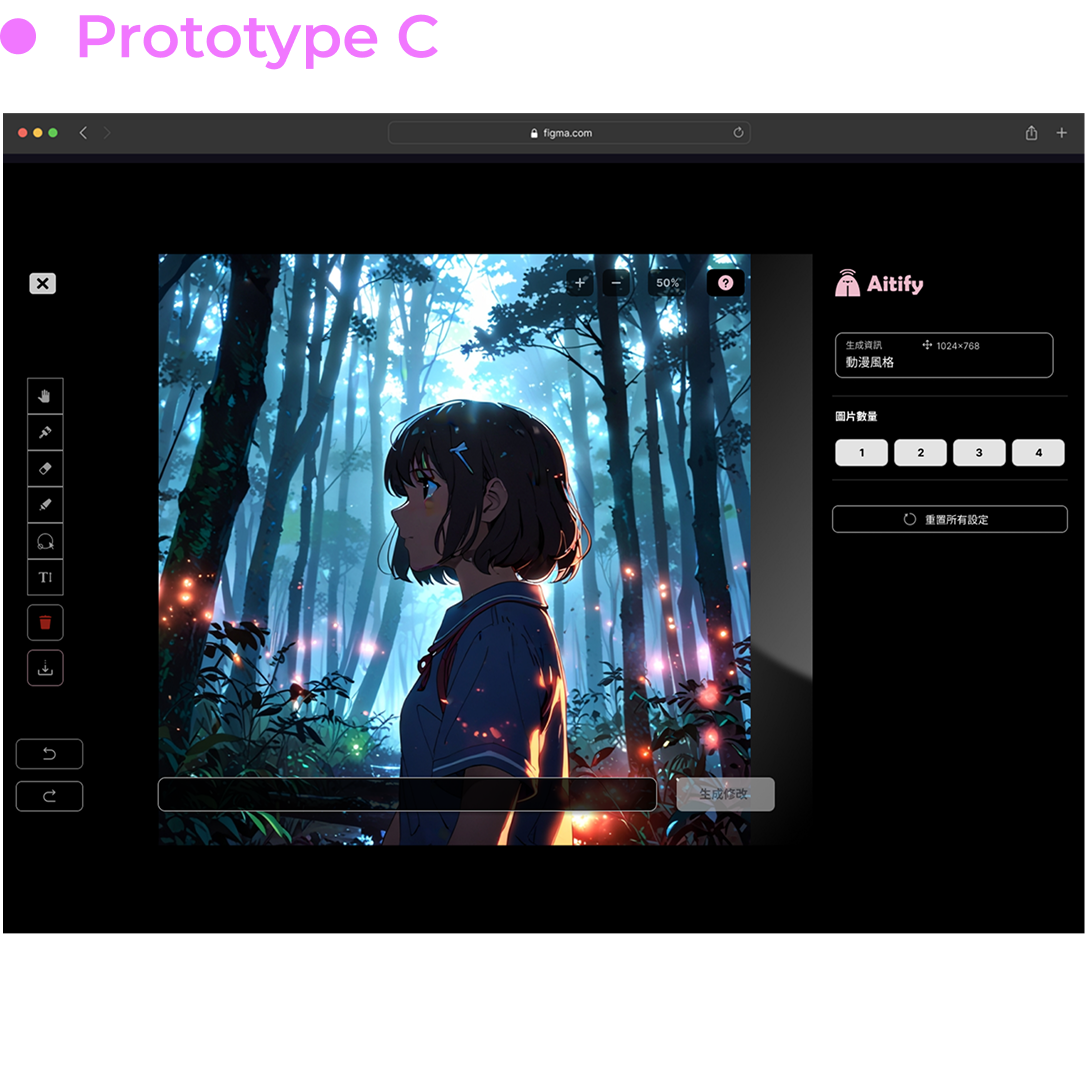 Prototype C
figma.com
50%
?
Aitify
生成資訊 1024×768
動漫風格
圖片數量
1 2 3 4
重置所有設定
T
生成修改